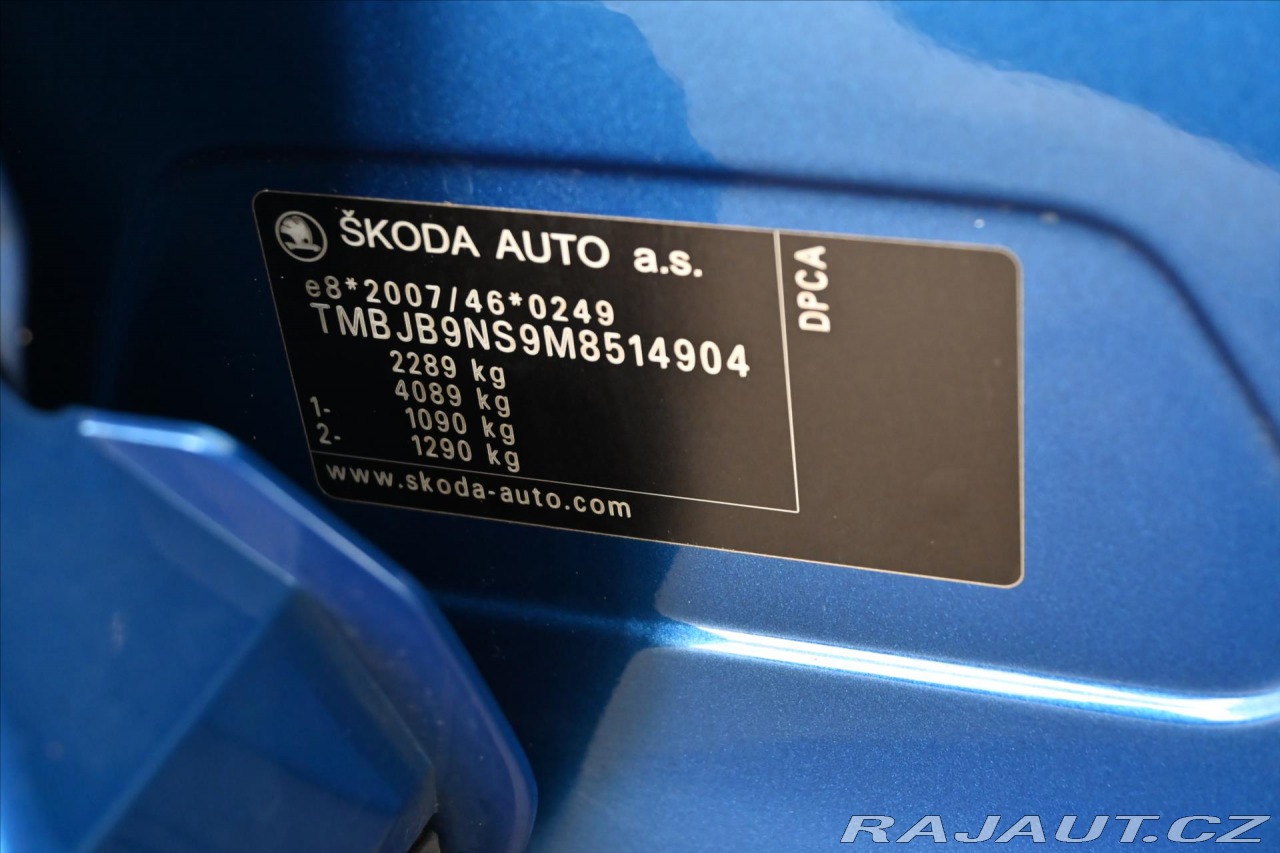 ŠKODA AUTO a.s.
e8*2007/46*0249
TMBJB9NS9M8514904
2289 kg
4089 kg
1- 1090 kg
2- 1290 kg
www.skoda-auto.com
DPCA
RAJAUT.CZ